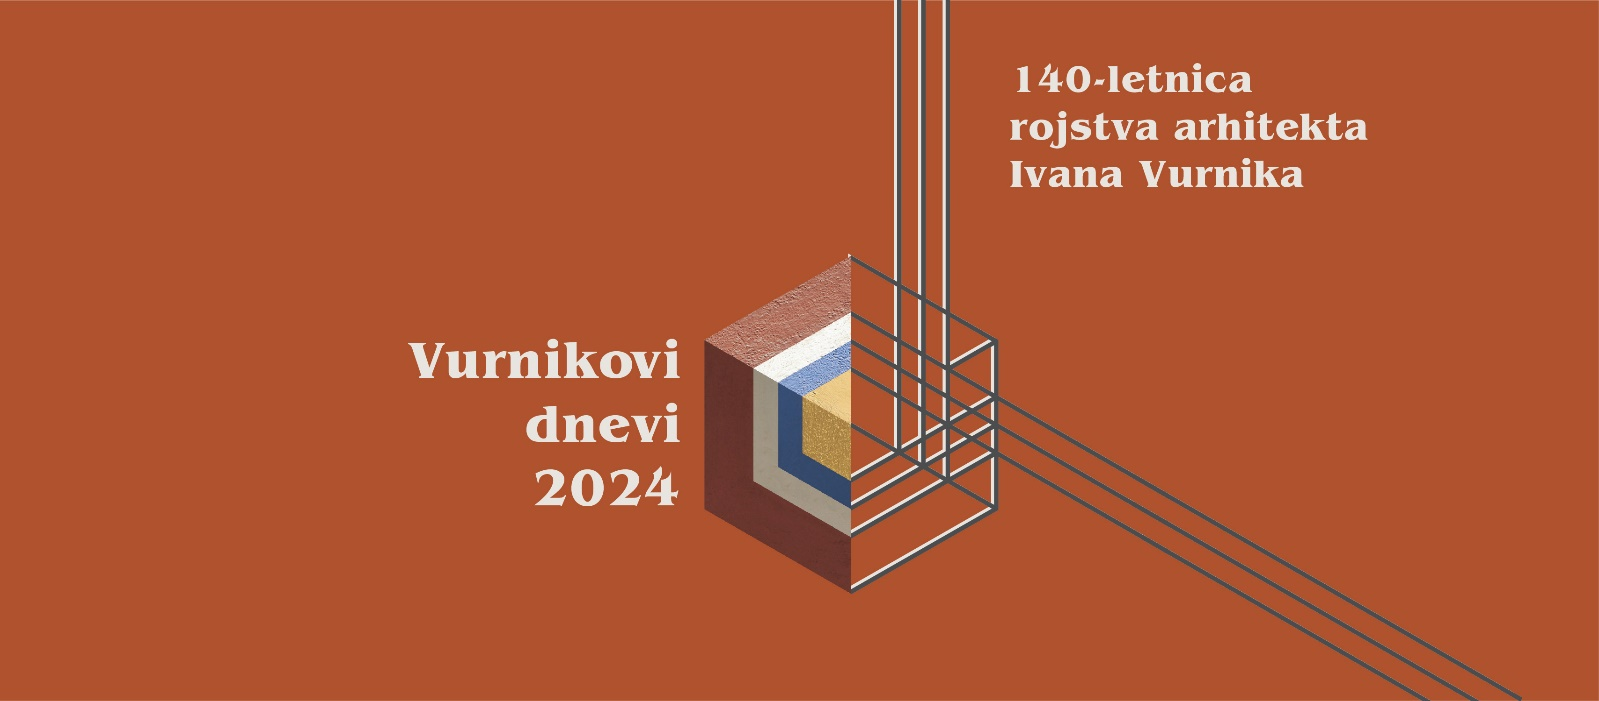 140-letnica
rojstva arhitekta
Ivana Vurnika
Vurnikovi
dnevi
2024